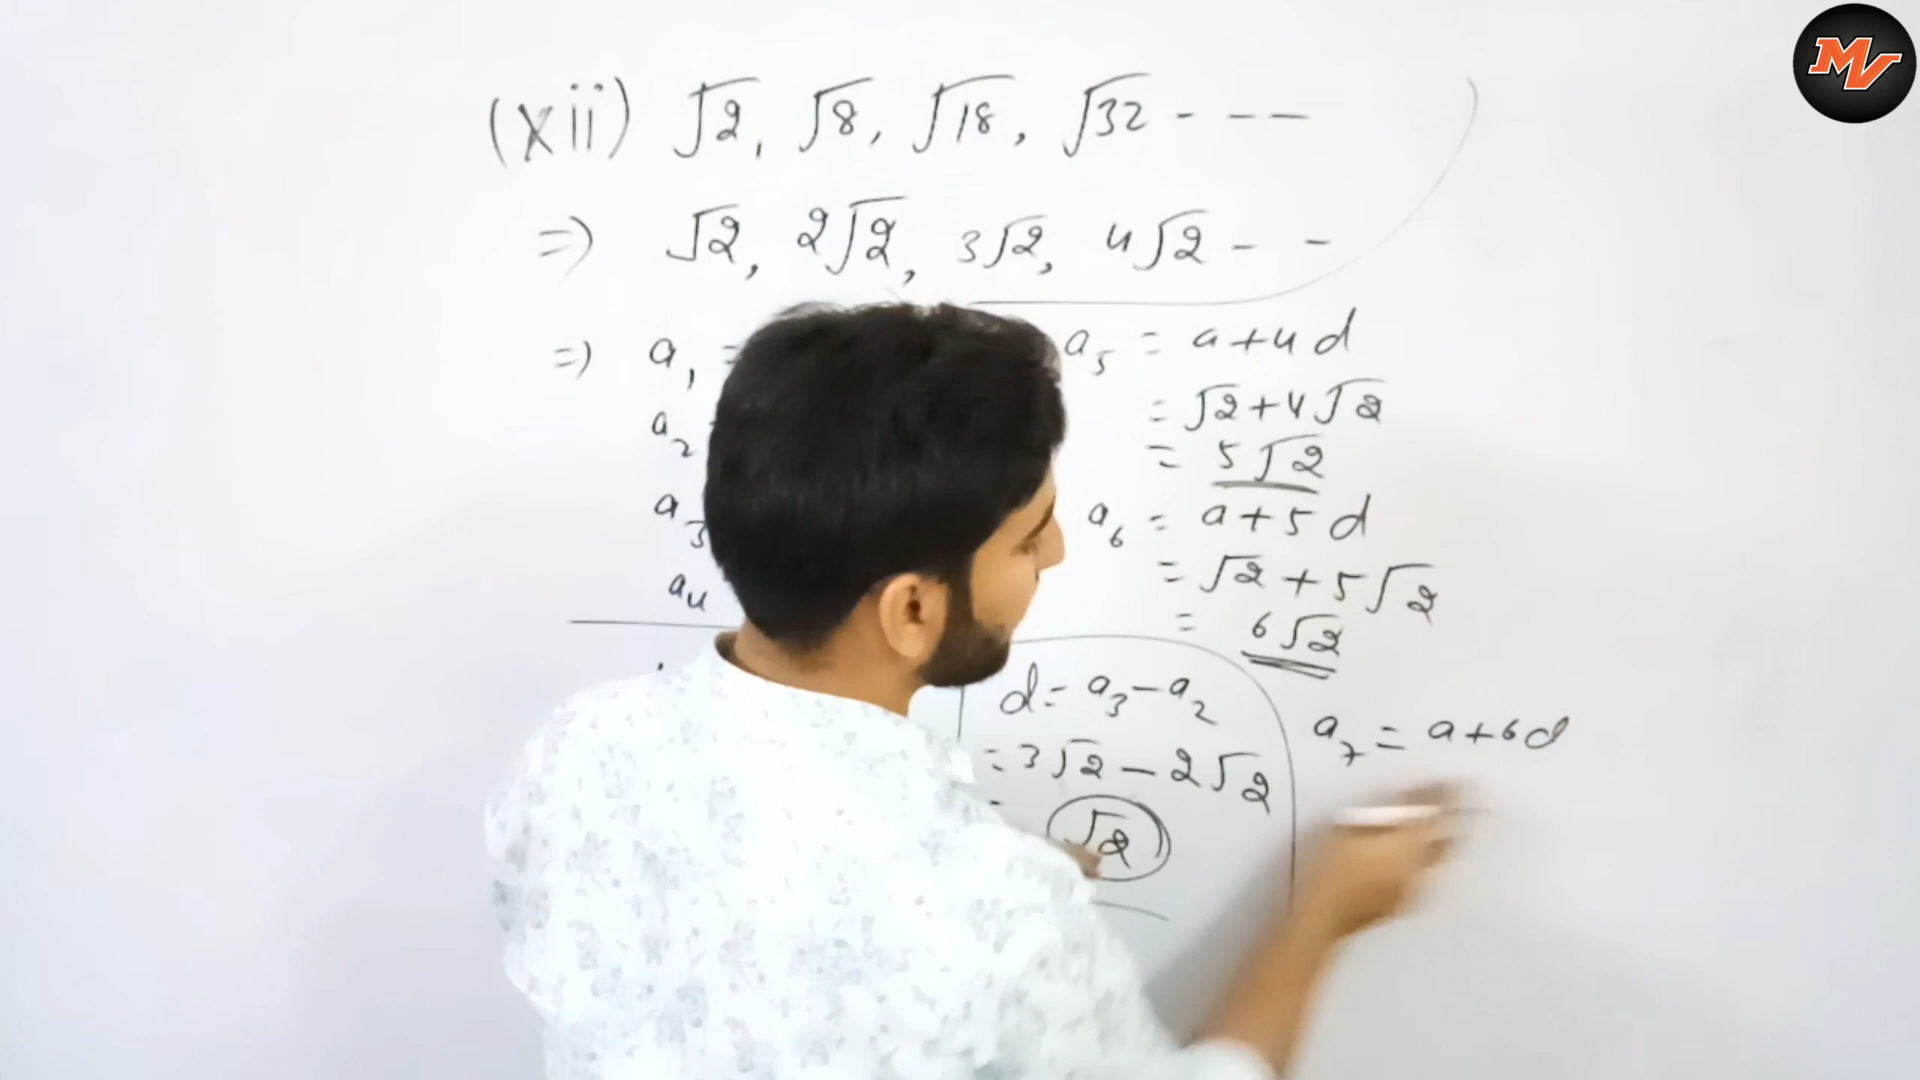 (xii) √2, √8, √18, √32 - - -
=> √2, 2√2, 3√2, 4√2 - -
=> a₁ =
a₂
a₃
a₄
a₅ = a+4d
= √2+4√2
= 5√2
a₆ = a+5d
= √2+5√2
= 6√2
d = a₃-a₂
= 3√2-2√2
= √2
a₇ = a+6d
MV